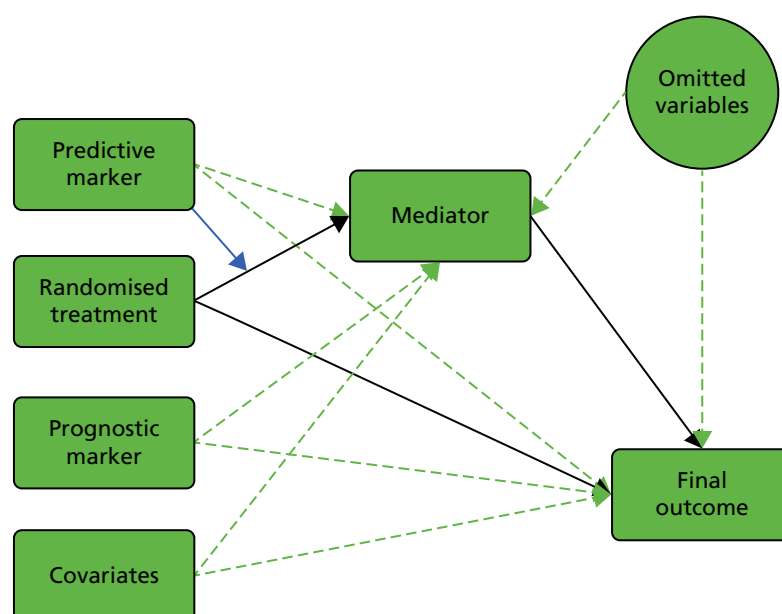 Omitted
variables
Predictive
marker
Mediator
Randomised
treatment
Prognostic
marker
Final
outcome
Covariates